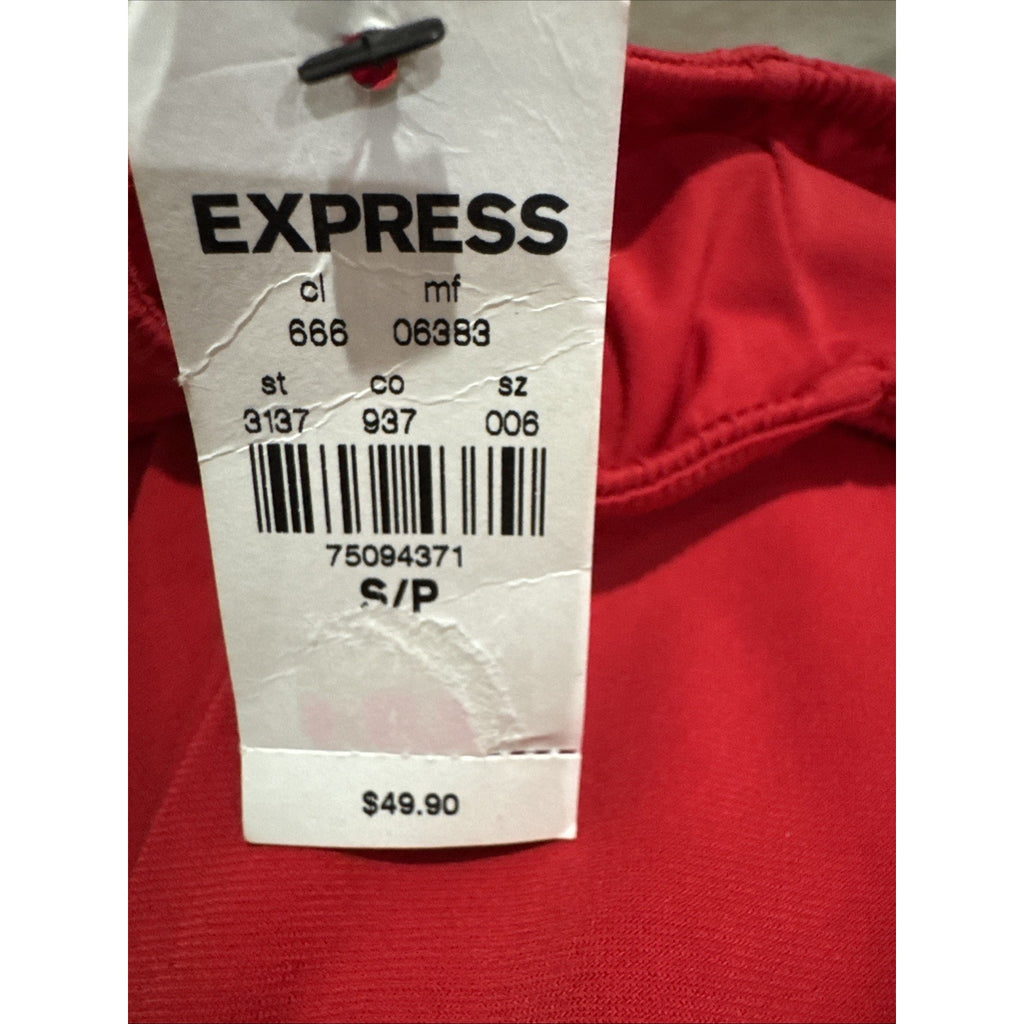 EXPRESS
cl mf
666 06383
st co sz
3137 937 006
75094371
S/P
$49.90